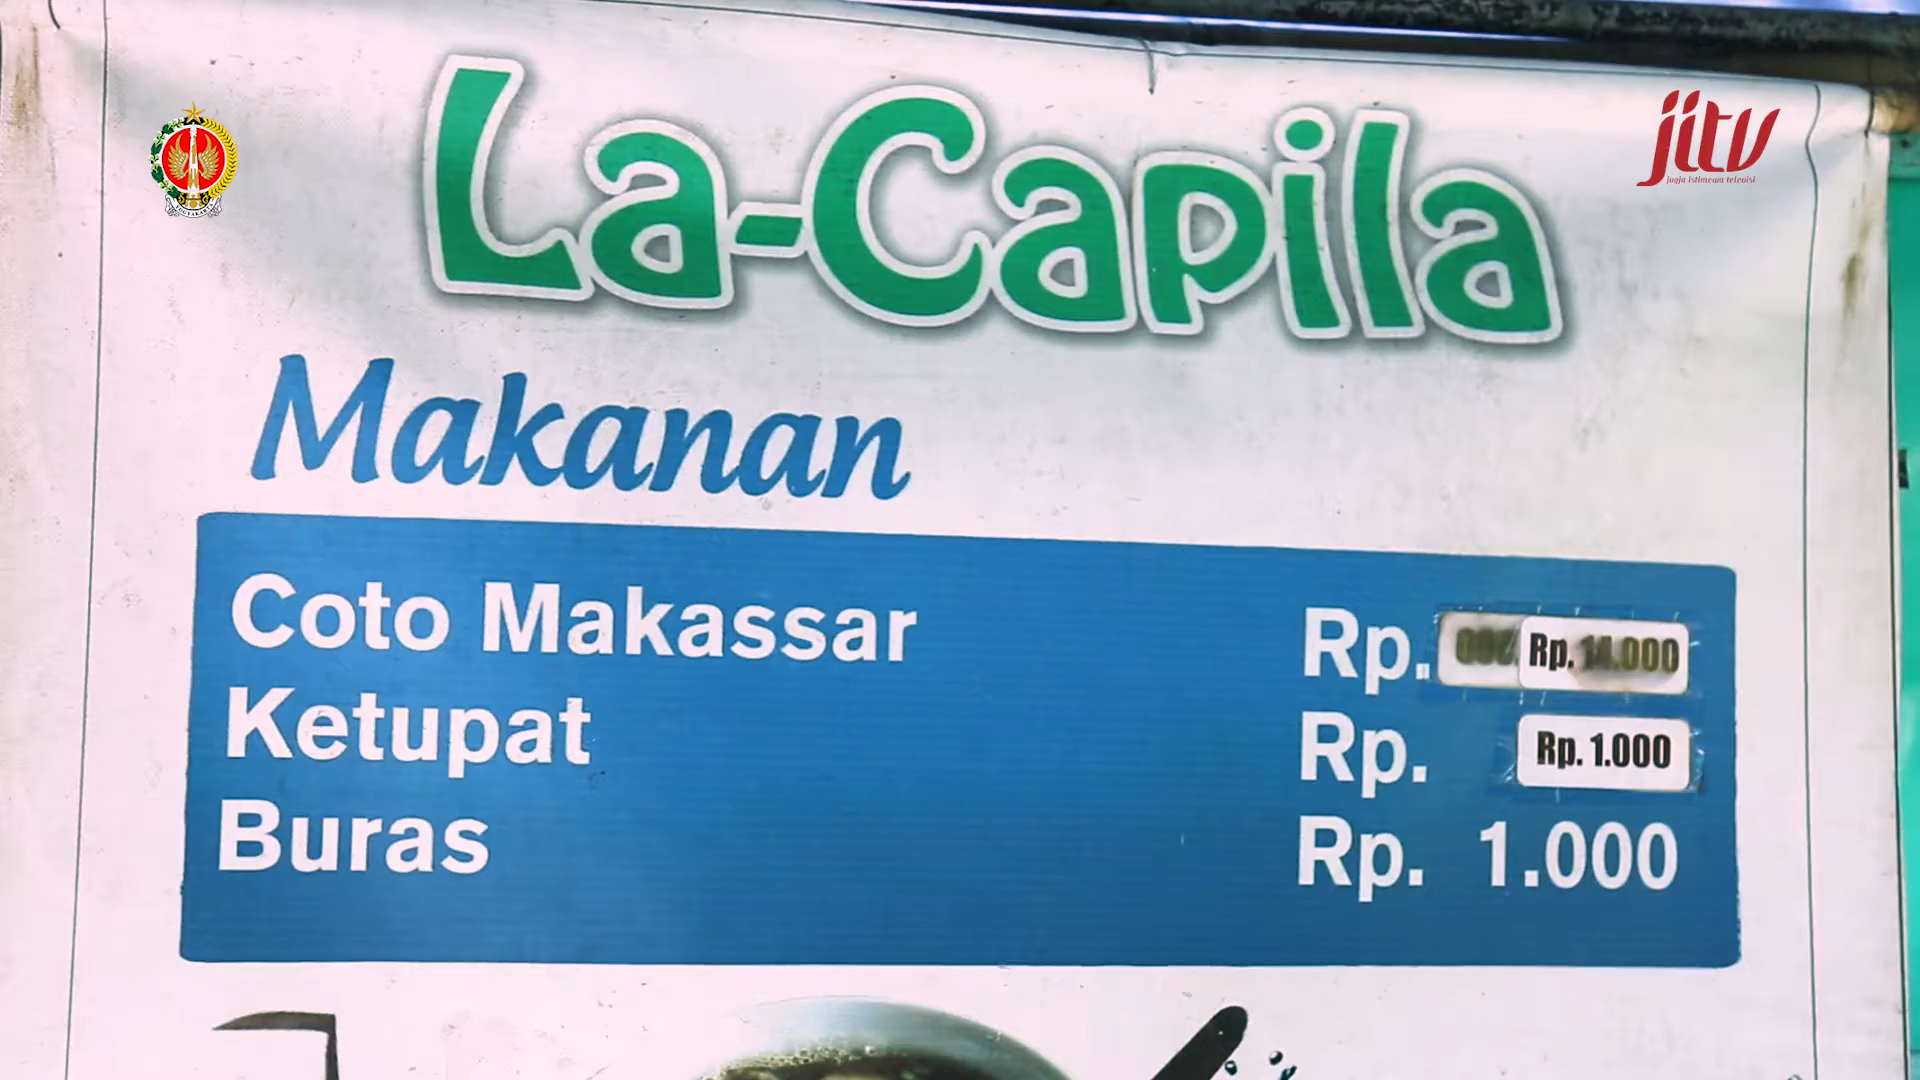 La-Capila
YOGYAKARTA
jitv
jogja istimewa televisi
Makanan
Coto Makassar Rp. Rp. 14.000
Ketupat Rp. Rp. 1.000
Buras Rp. 1.000